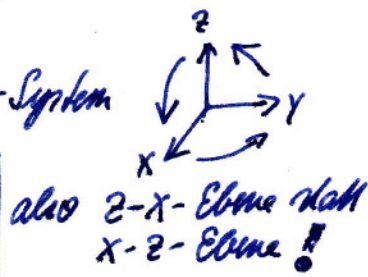 Z
-System
Y
X
also Z-X-Ebene statt
X-Z-Ebene !